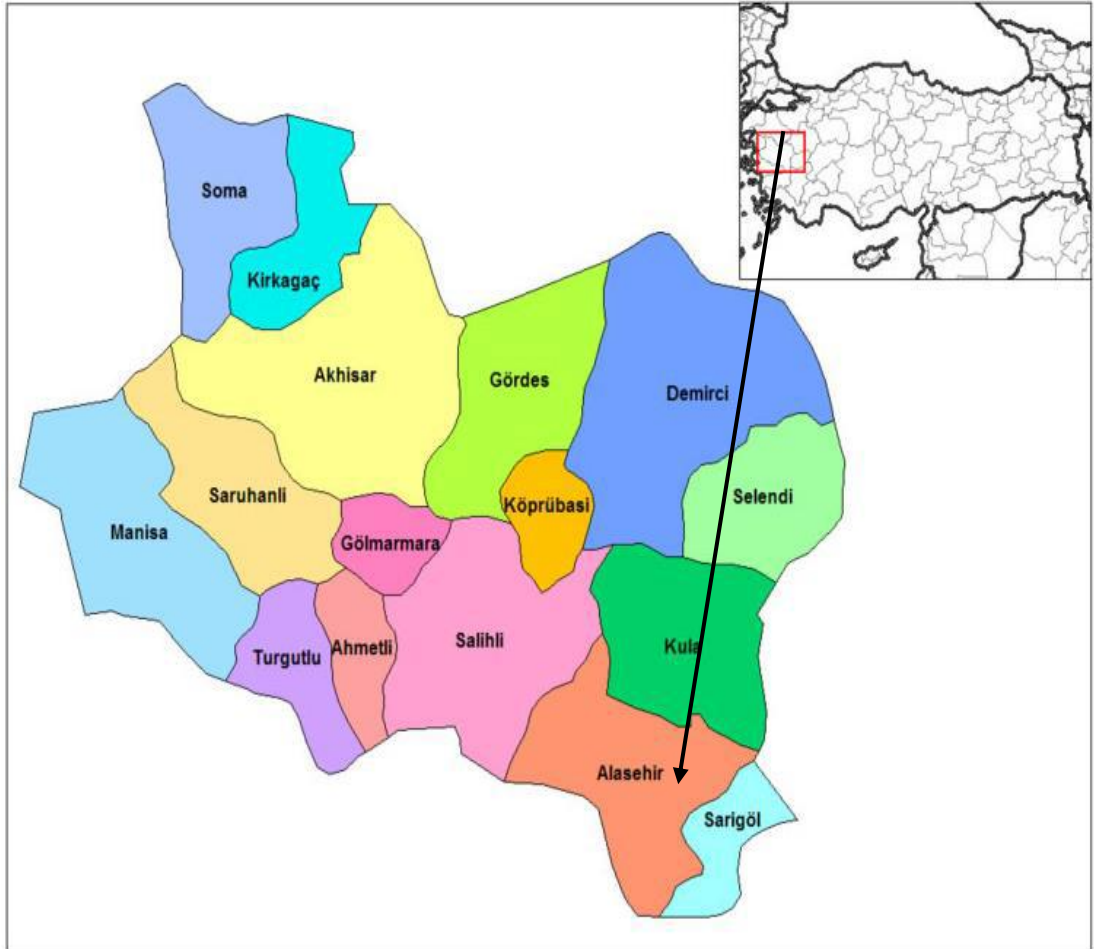 Soma
Kirkagaç
Akhisar
Gördes
Demirci
Saruhanli
Köprübasi
Selendi
Manisa
Gölmarmara
Turgutlu
Ahmetli
Salihli
Kula
Alasehir
Sarigöl